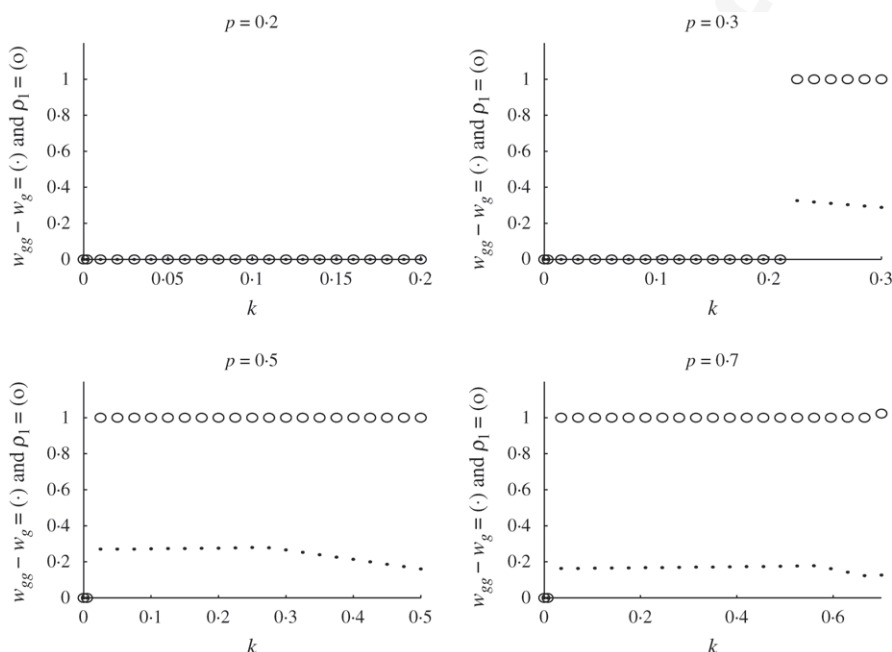 p = 0·2
w_gg − w_g = (·) and ρ_1 = (o)
1
0·8
0·6
0·4
0·2
0
0 0·05 0·1 0·15 0·2
k
p = 0·3
w_gg − w_g = (·) and ρ_1 = (o)
1
0·8
0·6
0·4
0·2
0
0 0·1 0·2 0·3
k
p = 0·5
w_gg − w_g = (·) and ρ_1 = (o)
1
0·8
0·6
0·4
0·2
0
0 0·1 0·2 0·3 0·4 0·5
k
p = 0·7
w_gg − w_g = (·) and ρ_1 = (o)
1
0·8
0·6
0·4
0·2
0
0 0·2 0·4 0·6
k